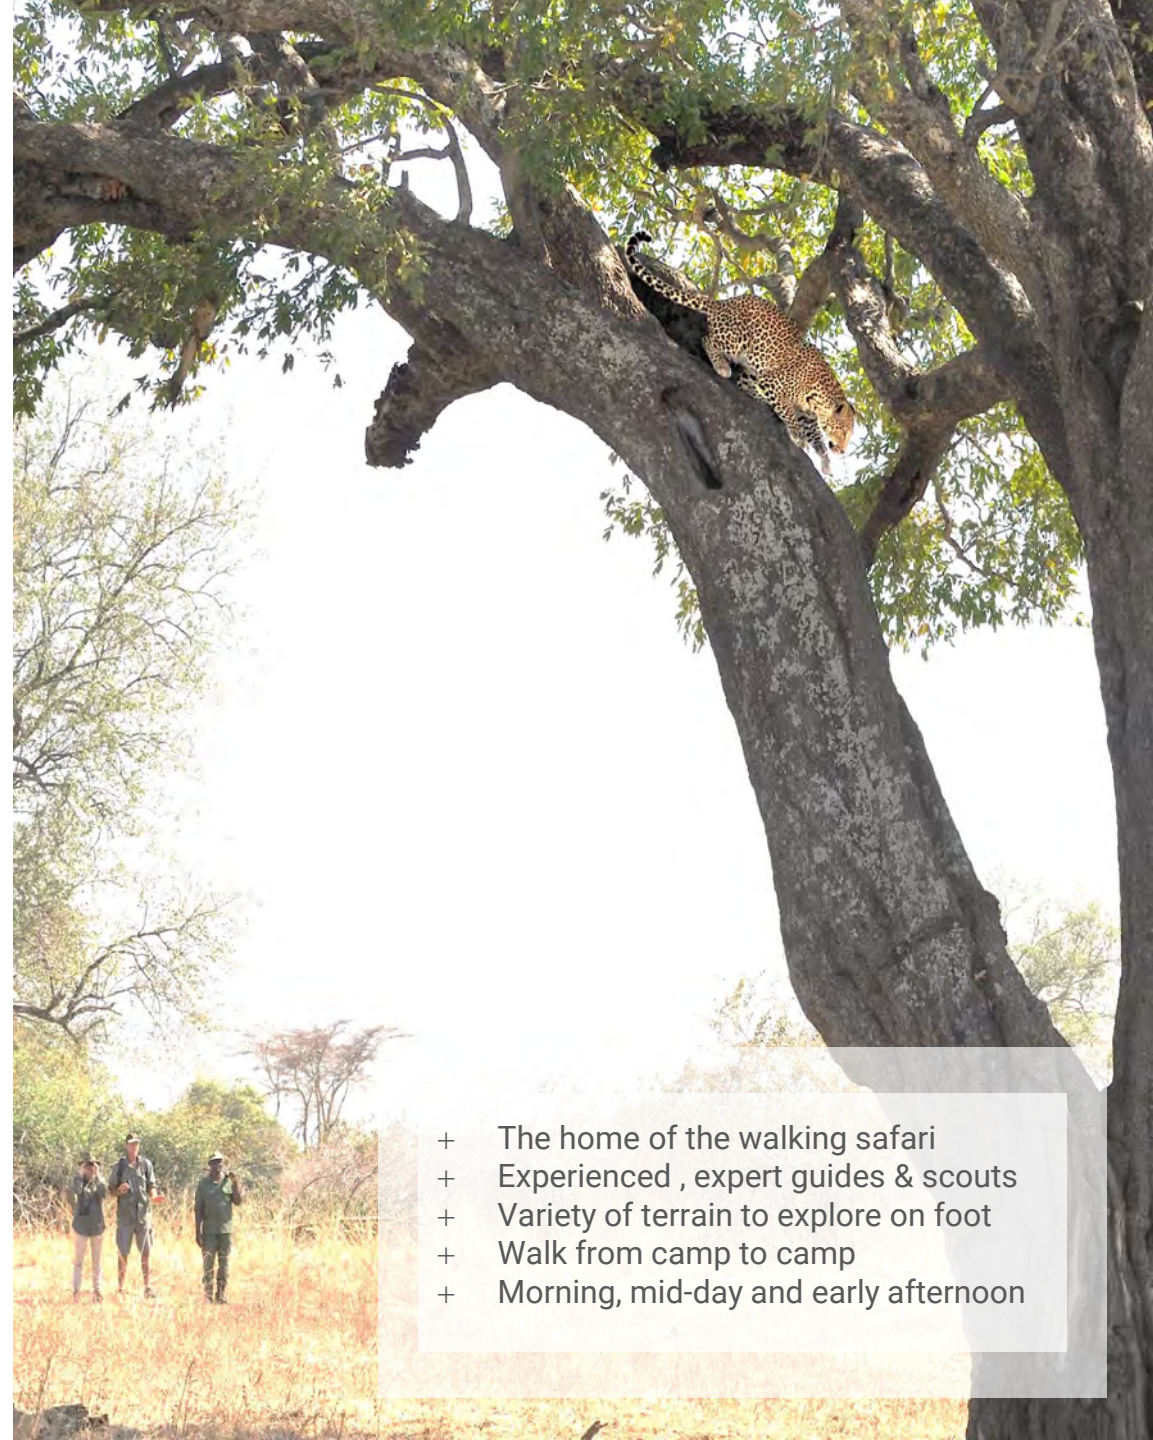 + The home of the walking safari
+ Experienced , expert guides & scouts
+ Variety of terrain to explore on foot
+ Walk from camp to camp
+ Morning, mid-day and early afternoon